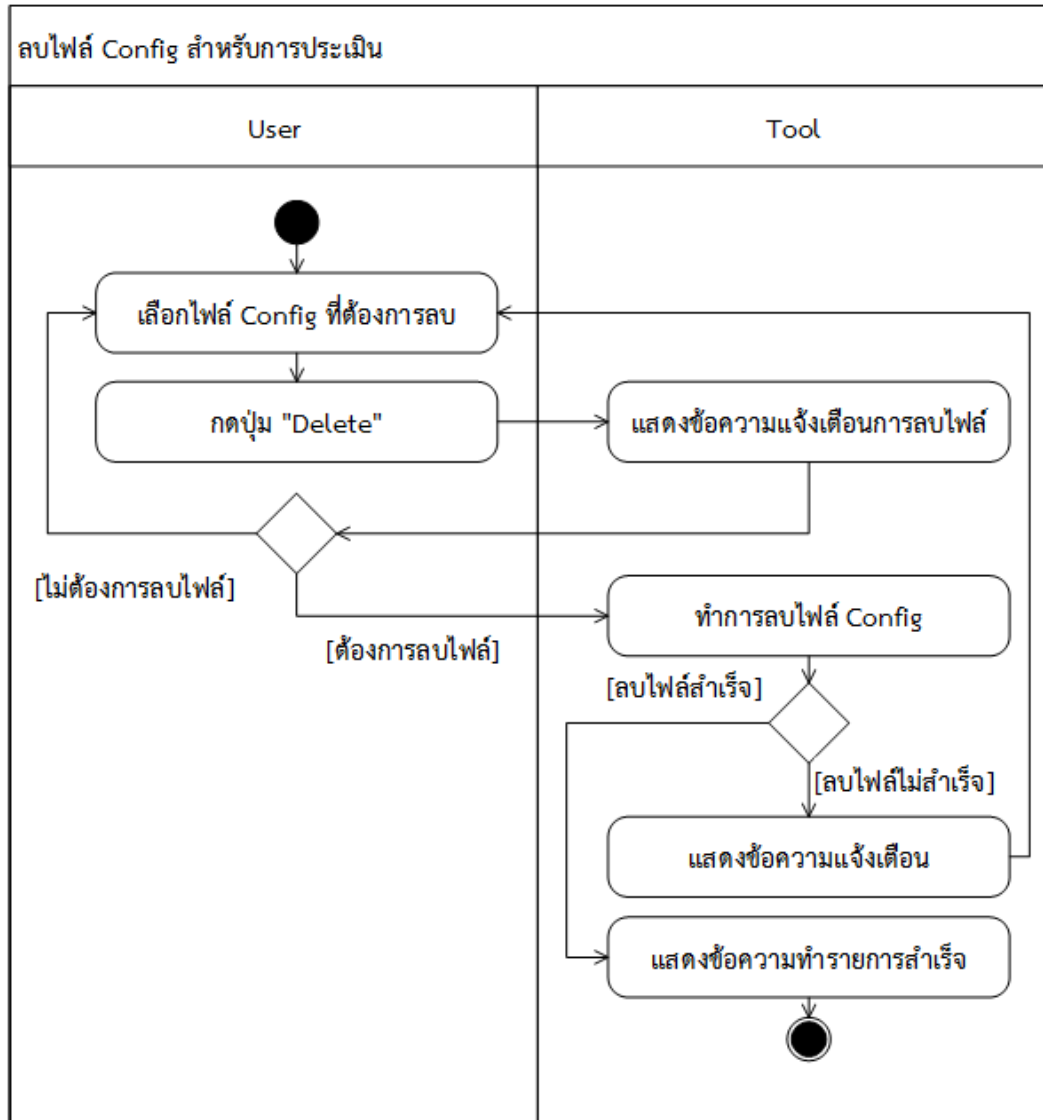 ลบไฟล์ Config สำหรับการประเมิน
User
Tool
เลือกไฟล์ Config ที่ต้องการลบ
กดปุ่ม "Delete"
แสดงข้อความแจ้งเตือนการลบไฟล์
[ไม่ต้องการลบไฟล์]
[ต้องการลบไฟล์]
ทำการลบไฟล์ Config
[ลบไฟล์สำเร็จ]
[ลบไฟล์ไม่สำเร็จ]
แสดงข้อความแจ้งเตือน
แสดงข้อความทำรายการสำเร็จ